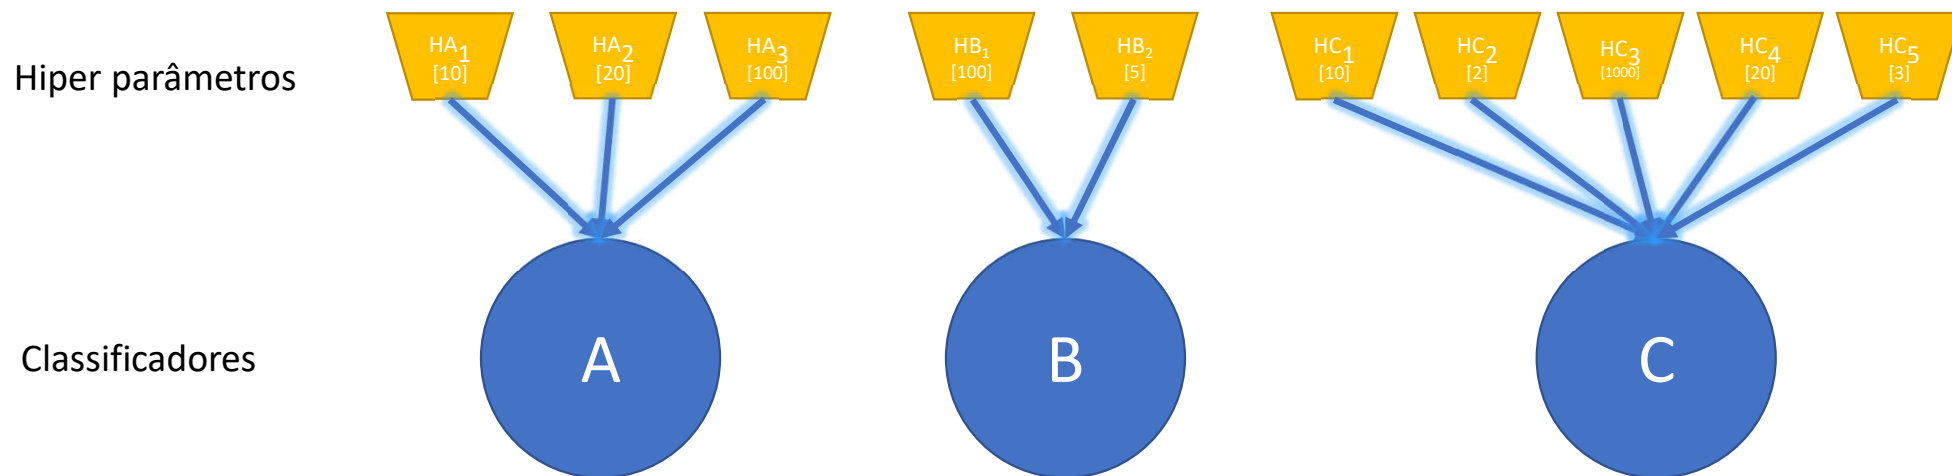 Hiper parâmetros
HA1
[10]
HA2
[20]
HA3
[100]
HB1
[100]
HB2
[5]
HC1
[10]
HC2
[2]
HC3
[1000]
HC4
[20]
HC5
[3]
Classificadores
A
B
C